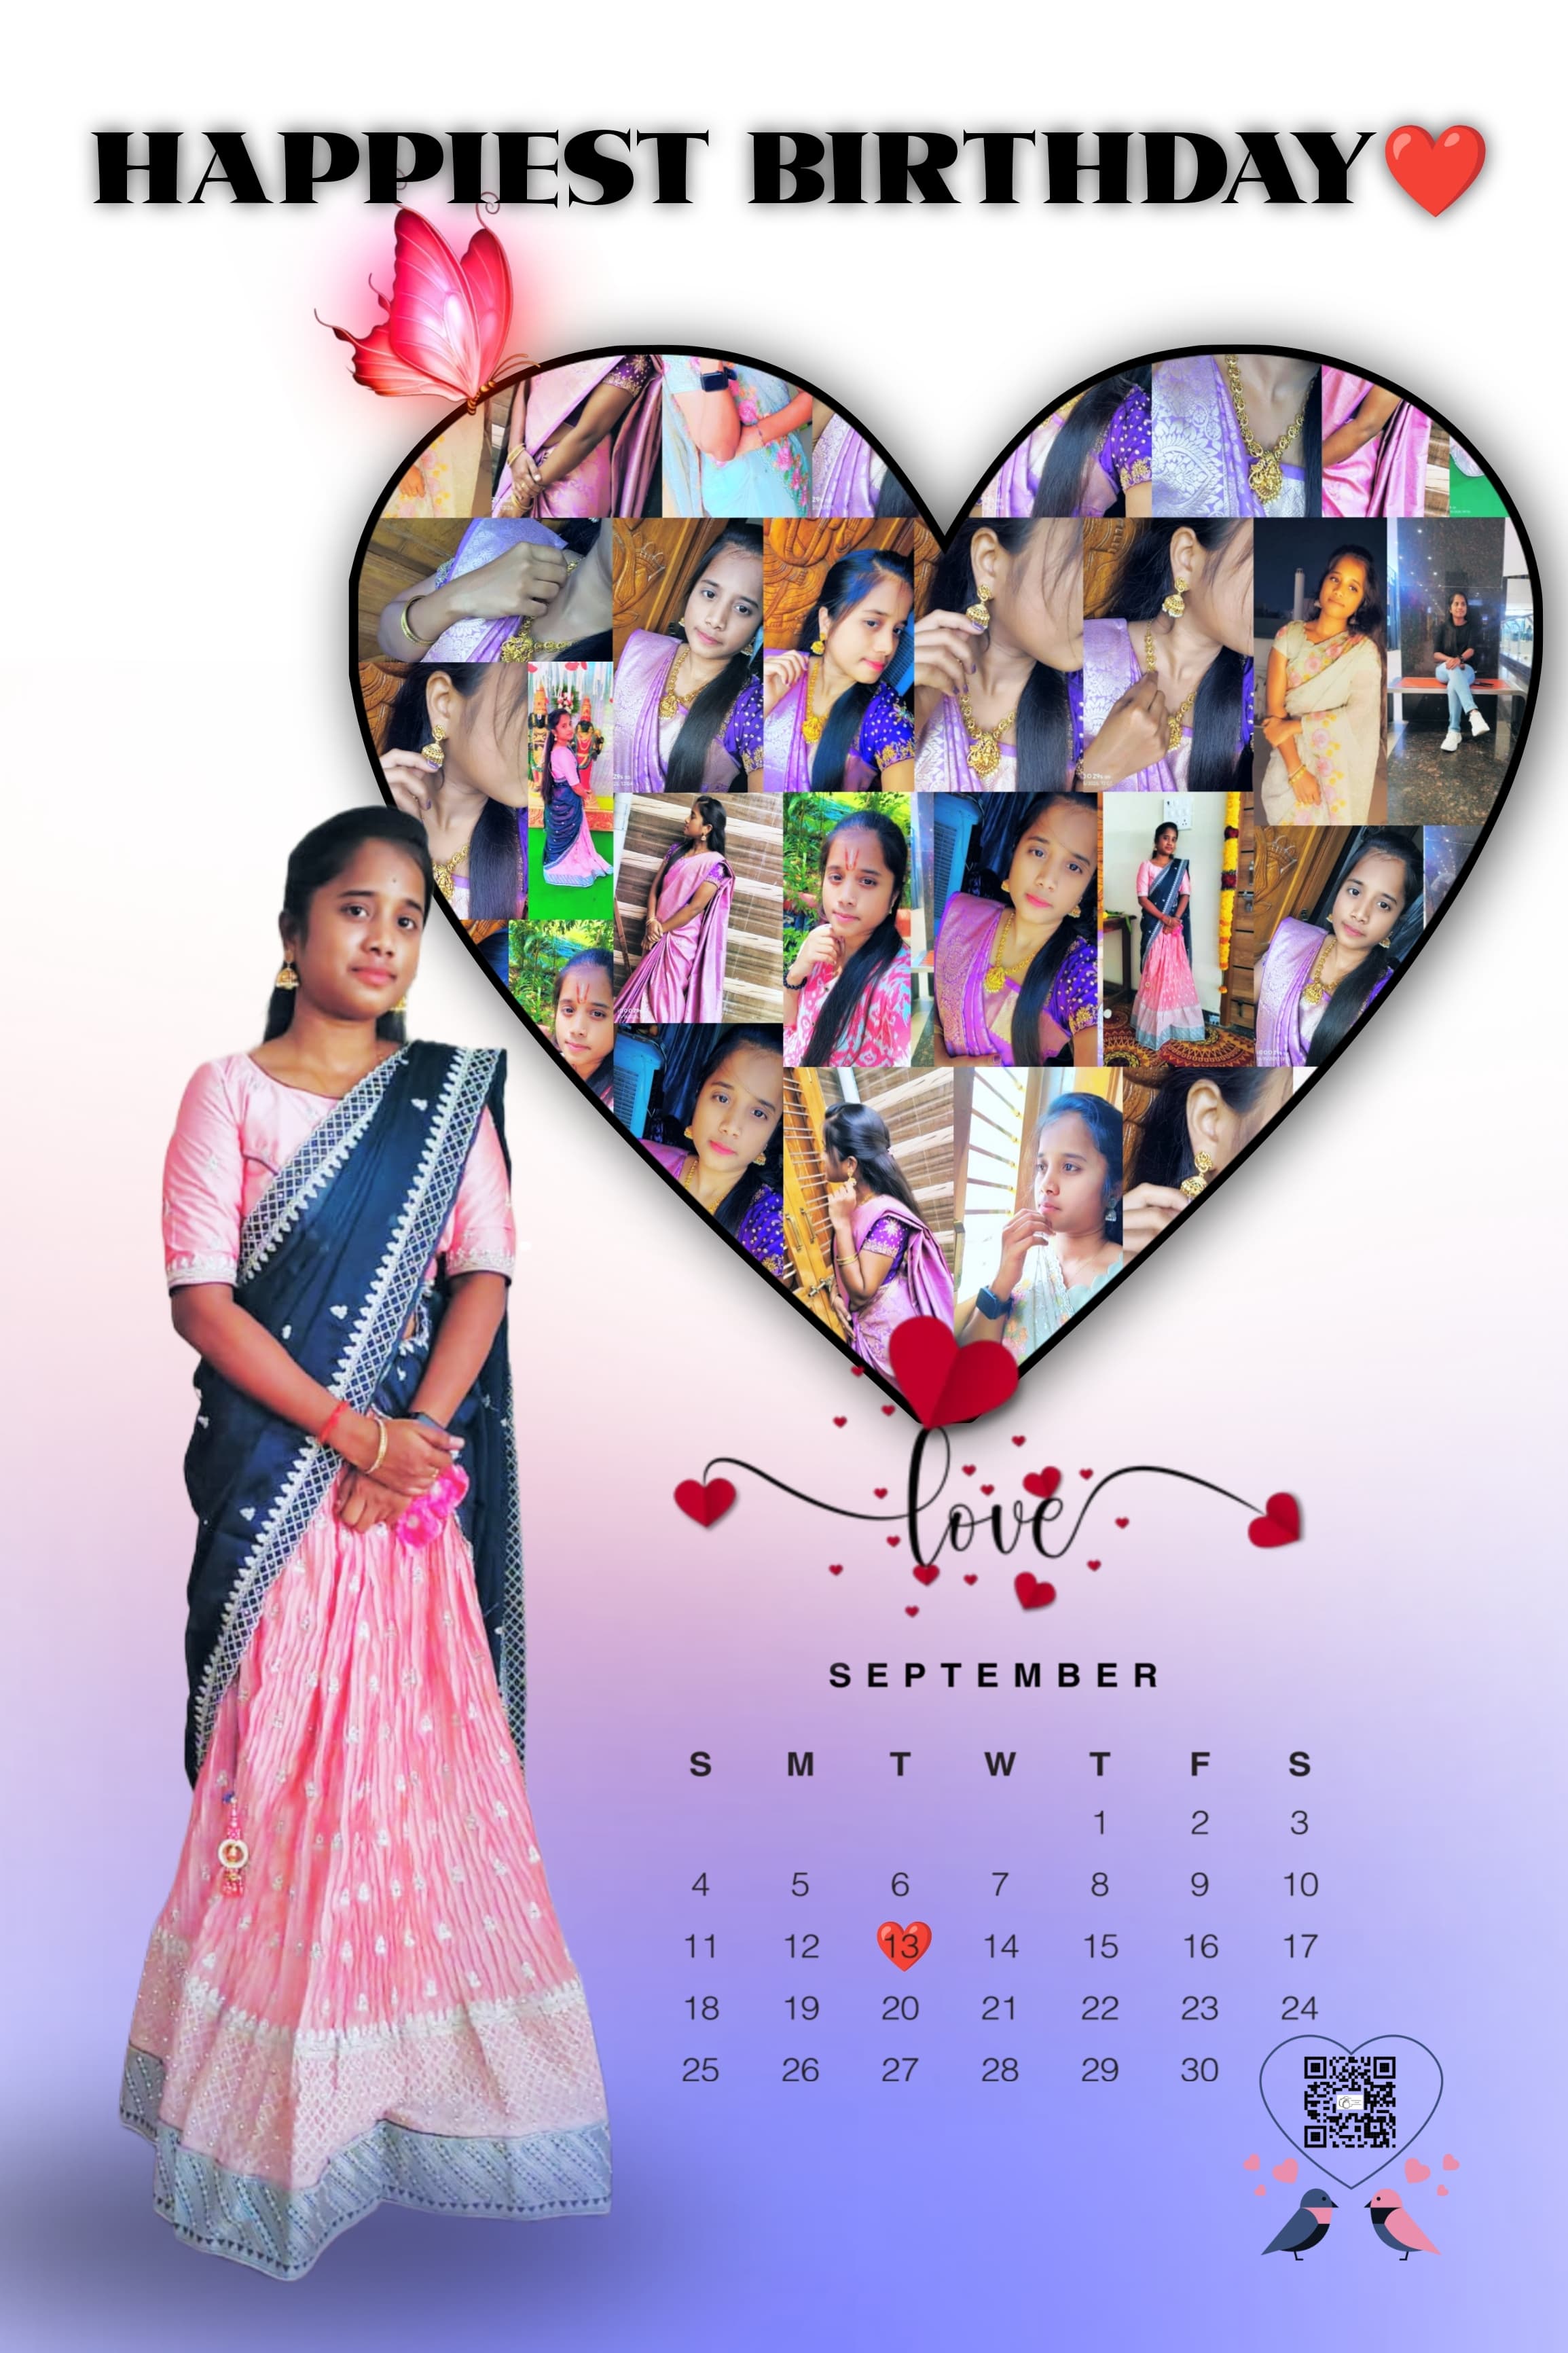 HAPPIEST BIRTHDAY❤️
love
SEPTEMBER
S M T W T F S
1 2 3
4 5 6 7 8 9 10
11 12 13 14 15 16 17
18 19 20 21 22 23 24
25 26 27 28 29 30